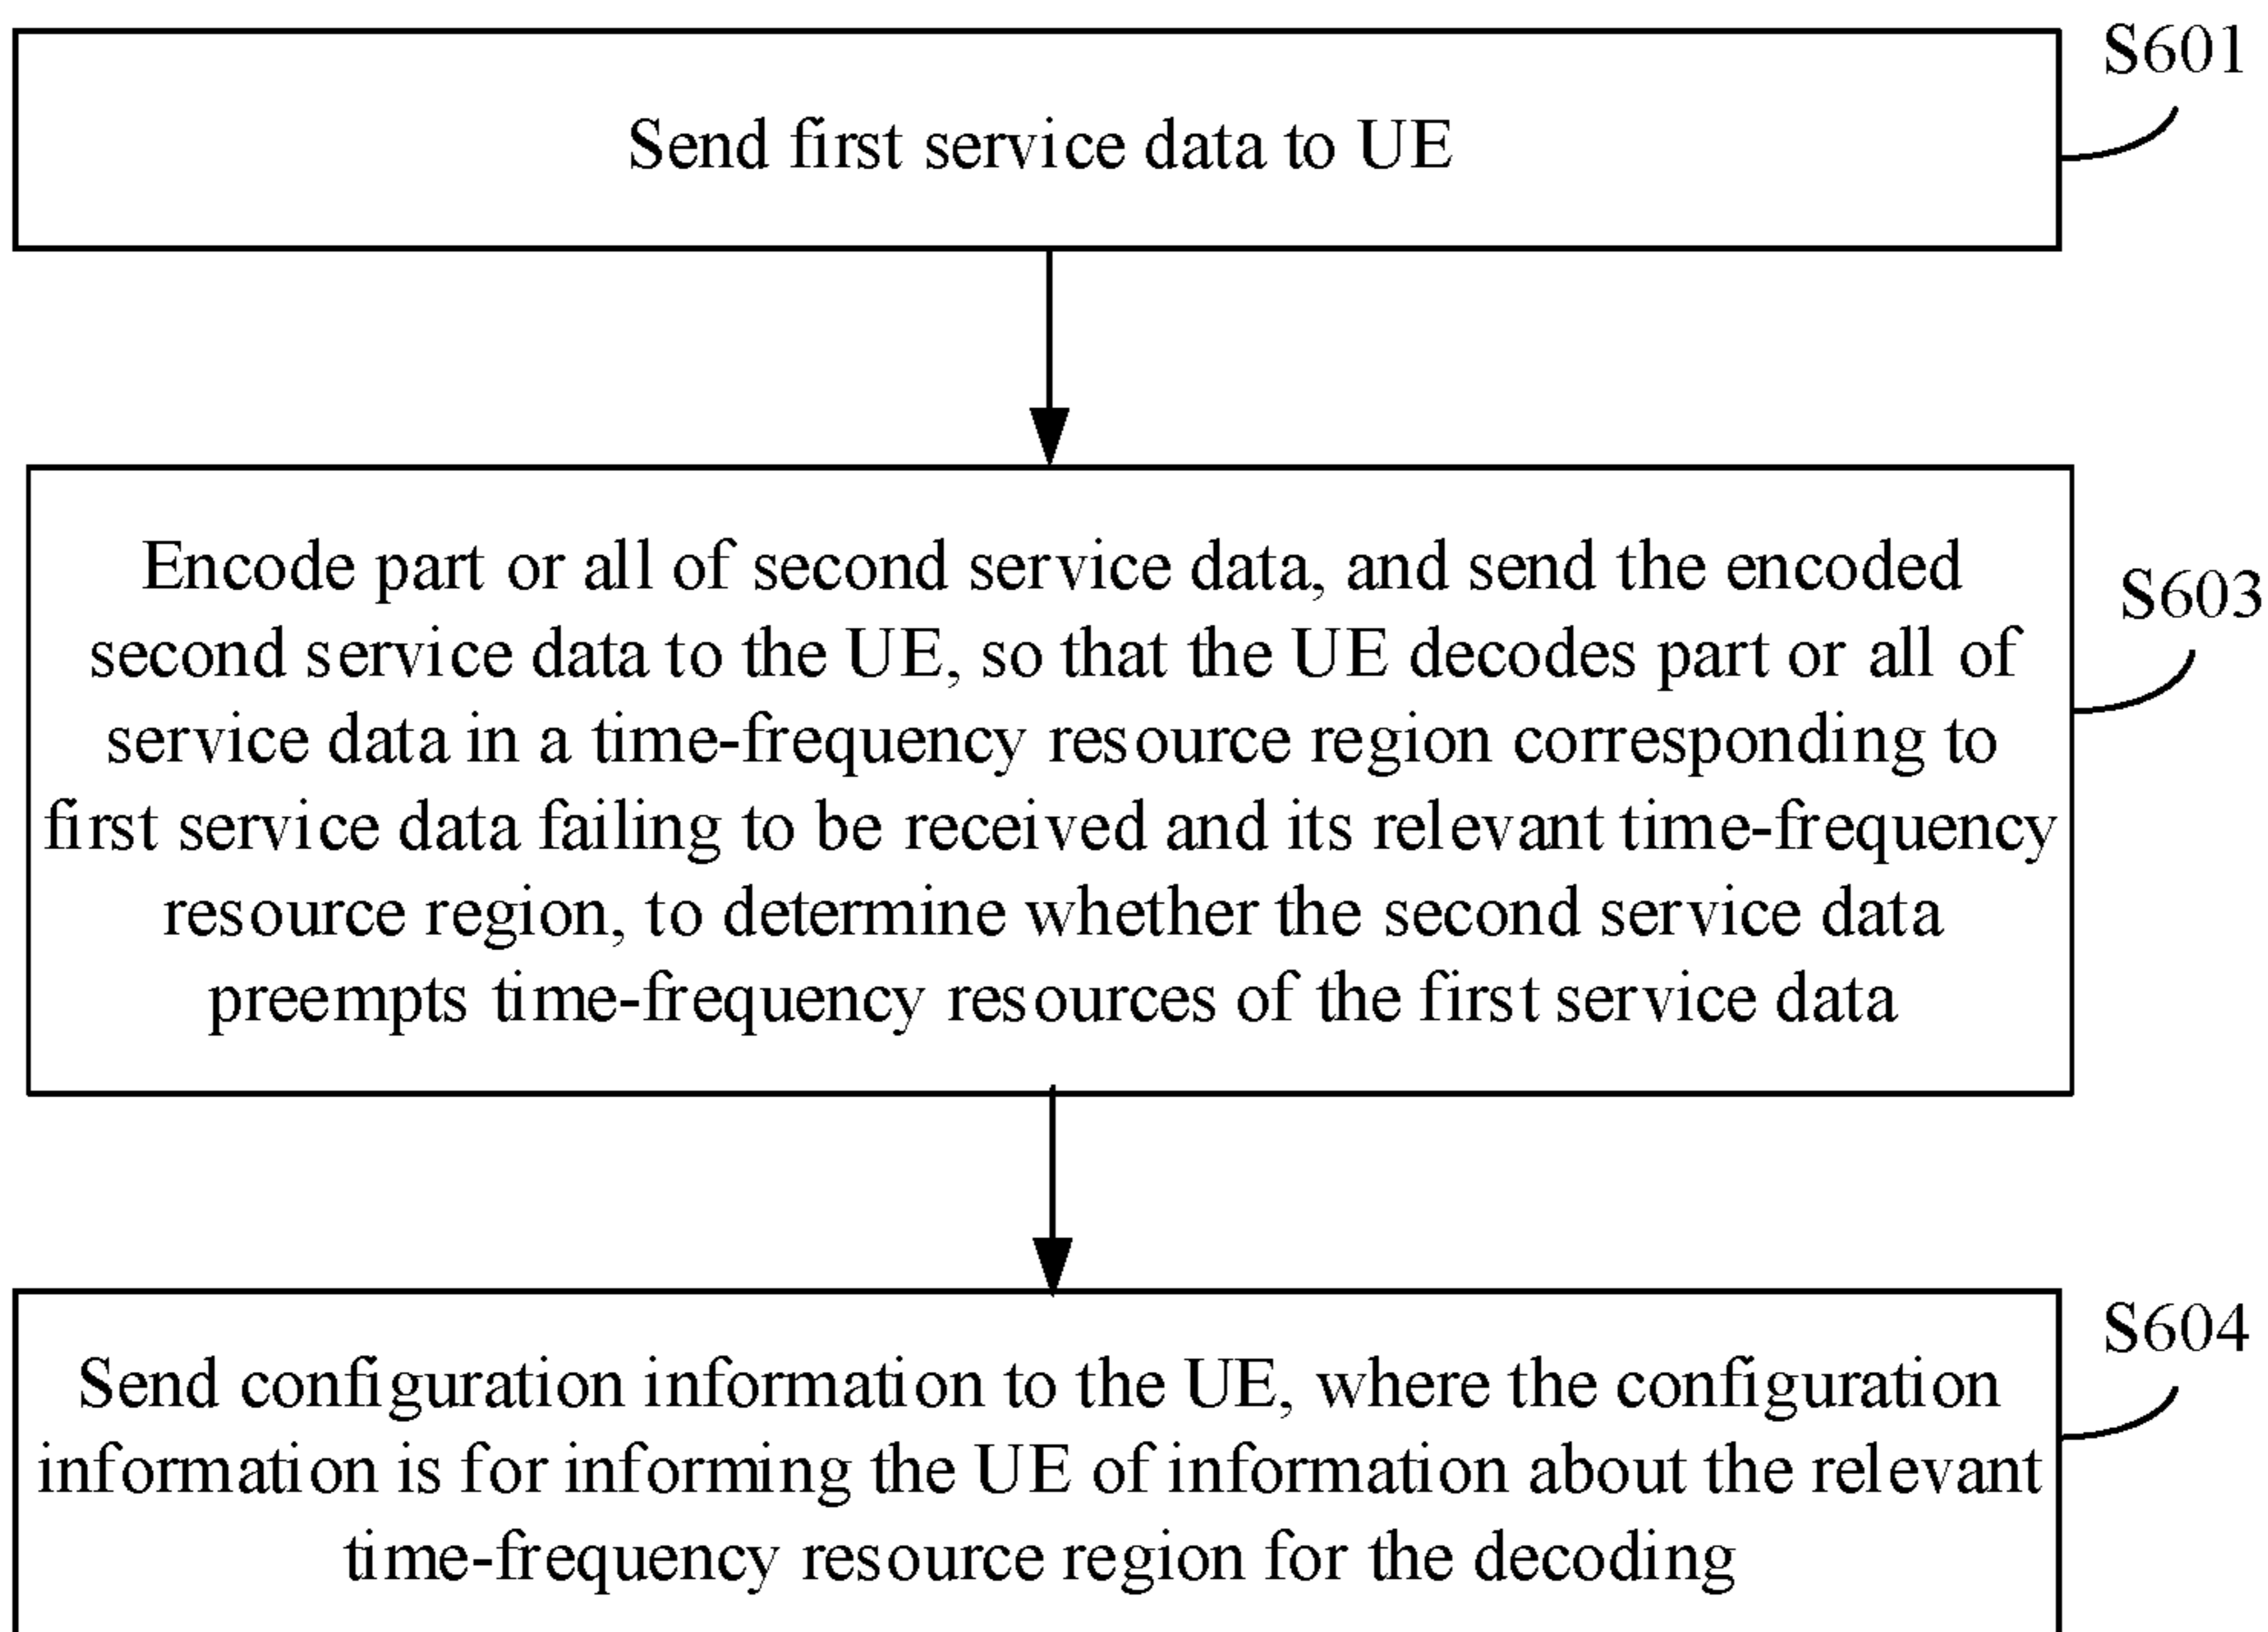 S601
Send first service data to UE
Encode part or all of second service data, and send the encoded
second service data to the UE, so that the UE decodes part or all of
service data in a time-frequency resource region corresponding to
first service data failing to be received and its relevant time-frequency
resource region, to determine whether the second service data
preempts time-frequency resources of the first service data
S603
S604
Send configuration information to the UE, where the configuration
information is for informing the UE of information about the relevant
time-frequency resource region for the decoding